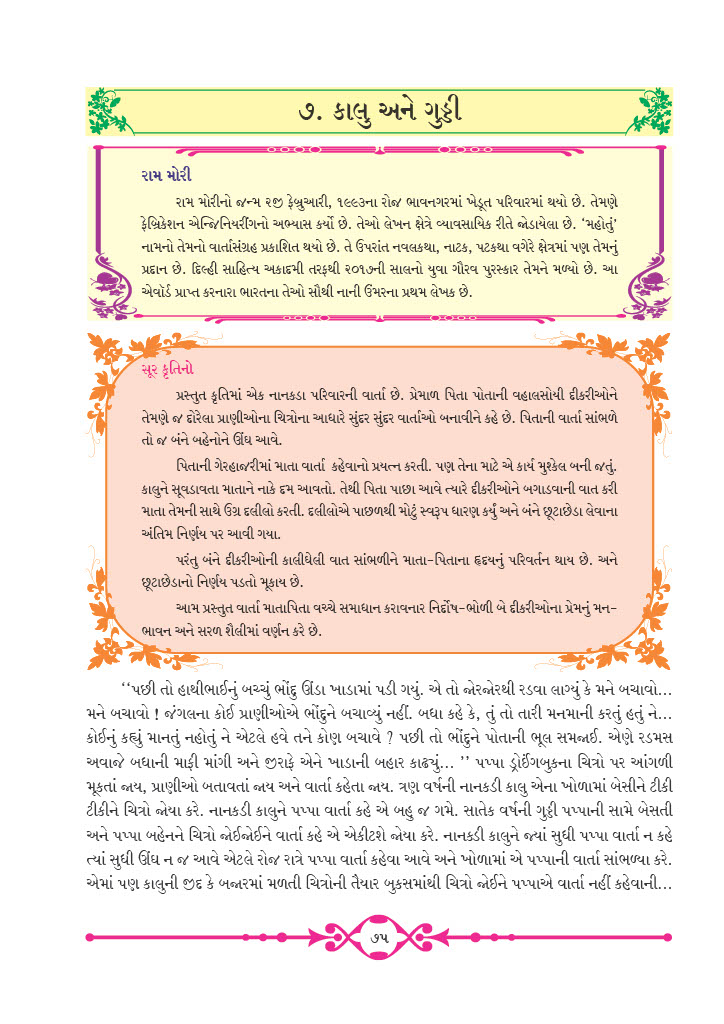 ૭. કાલુ અને ગુડ્ડી
રામ મોરી
રામ મોરીનો જન્મ ૨જી ફેબ્રુઆરી, ૧૯૯૩ના રોજ ભાવનગરમાં ખેડૂત પરિવારમાં થયો છે. તેમણે
ફેબ્રિકેશન એન્જિનિયરીંગનો અભ્યાસ કર્યો છે. તેઓ લેખન ક્ષેત્રે વ્યાવસાયિક રીતે જોડાયેલા છે. ‘મહોતું’
નામનો તેમનો વાર્તાસંગ્રહ પ્રકાશિત થયો છે. તે ઉપરાંત નવલકથા, નાટક, પટકથા વગેરે ક્ષેત્રમાં પણ તેમનું
પ્રદાન છે. દિલ્હી સાહિત્ય અકાદમી તરફથી ૨૦૧૭ની સાલનો યુવા ગૌરવ પુરસ્કાર તેમને મળ્યો છે. આ
એવૉર્ડ પ્રાપ્ત કરનારા ભારતના તેઓ સૌથી નાની ઉંમરના પ્રથમ લેખક છે.
સૂર કૃતિનો
પ્રસ્તુત કૃતિમાં એક નાનકડા પરિવારની વાર્તા છે. પ્રેમાળ પિતા પોતાની વહાલસોયી દીકરીઓને
તેમણે જ દોરેલા પ્રાણીઓના ચિત્રોના આધારે સુંદર સુંદર વાર્તાઓ બનાવીને કહે છે. પિતાની વાર્તા સાંભળે
તો જ બંને બહેનોને ઊંઘ આવે.
પિતાની ગેરહાજરીમાં માતા વાર્તા કહેવાનો પ્રયત્ન કરતી. પણ તેના માટે એ કાર્ય મુશ્કેલ બની જતું.
કાલુને સૂવડાવતા માતાને નાકે દમ આવતો. તેથી પિતા પાછા આવે ત્યારે દીકરીઓને બગાડવાની વાત કરી
માતા તેમની સાથે ઉગ્ર દલીલો કરતી. દલીલોએ પાછળથી મોટું સ્વરૂપ ધારણ કર્યું અને બંને છૂટાછેડા લેવાના
અંતિમ નિર્ણય પર આવી ગયા.
પરંતુ બંને દીકરીઓની કાલીઘેલી વાત સાંભળીને માતા-પિતાના હૃદયનું પરિવર્તન થાય છે. અને
છૂટાછેડાનો નિર્ણય પડતો મૂકાય છે.
આમ પ્રસ્તુત વાર્તા માતાપિતા વચ્ચે સમાધાન કરાવનાર નિર્દોષ-ભોળી બે દીકરીઓના પ્રેમનું મન-
ભાવન અને સરળ શૈલીમાં વર્ણન કરે છે.
‘‘પછી તો હાથીભાઈનું બચ્ચું ભોંદુ ઊંડા ખાડામાં પડી ગયું. એ તો જોરજોરથી રડવા લાગ્યું કે મને બચાવો...
મને બચાવો ! જંગલના કોઈ પ્રાણીઓએ ભોંદુને બચાવ્યું નહીં. બધા કહે કે, તું તો તારી મનમાની કરતું હતું ને...
કોઈનું કહ્યું માનતું નહોતું ને એટલે હવે તને કોણ બચાવે ? પછી તો ભોંદુને પોતાની ભૂલ સમજાઈ. એણે રડમસ
અવાજે બધાની માફી માંગી અને જીરાફે એને ખાડાની બહાર કાઢ્યું... ’’ પપ્પા ડ્રોઈંગબુકના ચિત્રો પર આંગળી
મૂકતાં જાય, પ્રાણીઓ બતાવતાં જાય અને વાર્તા કહેતા જાય. ત્રણ વર્ષની નાનકડી કાલુ એના ખોળામાં બેસીને ટીકી
ટીકીને ચિત્રો જોયા કરે. નાનકડી કાલુને પપ્પા વાર્તા કહે એ બહુ જ ગમે. સાતેક વર્ષની ગુડ્ડી પપ્પાની સામે બેસતી
અને પપ્પા બહેનને ચિત્રો જોઈજોઈને વાર્તા કહે એ એકીટશે જોયા કરે. નાનકડી કાલુને જ્યાં સુધી પપ્પા વાર્તા ન કહે
ત્યાં સુધી ઊંઘ ન જ આવે એટલે રોજ રાત્રે પપ્પા વાર્તા કહેવા આવે અને ખોળામાં એ પપ્પાની વાર્તા સાંભળ્યા કરે.
એમાં પણ કાલુની જીદ કે બજારમાં મળતી ચિત્રોની તૈયાર બુકસમાંથી ચિત્રો જોઈને પપ્પાએ વાર્તા નહીં કહેવાની...
૭૫